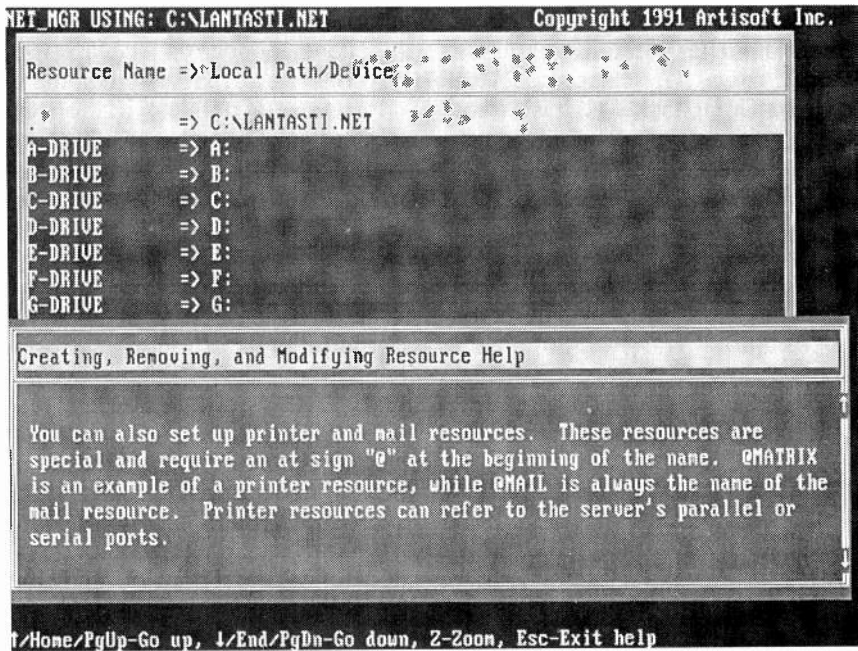 NET_MGR USING: C:\LANTASTI.NET Copyright 1991 Artisoft Inc.
Resource Name => Local Path/Device
. => C:\LANTASTI.NET
A-DRIVE => A:
B-DRIVE => B:
C-DRIVE => C:
D-DRIVE => D:
E-DRIVE => E:
F-DRIVE => F:
G-DRIVE => G:
Creating, Removing, and Modifying Resource Help
You can also set up printer and mail resources. These resources are
special and require an at sign "@" at the beginning of the name. @MATRIX
is an example of a printer resource, while @MAIL is always the name of the
mail resource. Printer resources can refer to the server's parallel or
serial ports.
↑/Home/PgUp-Go up, ↓/End/PgDn-Go down, Z-Zoom, Esc-Exit help